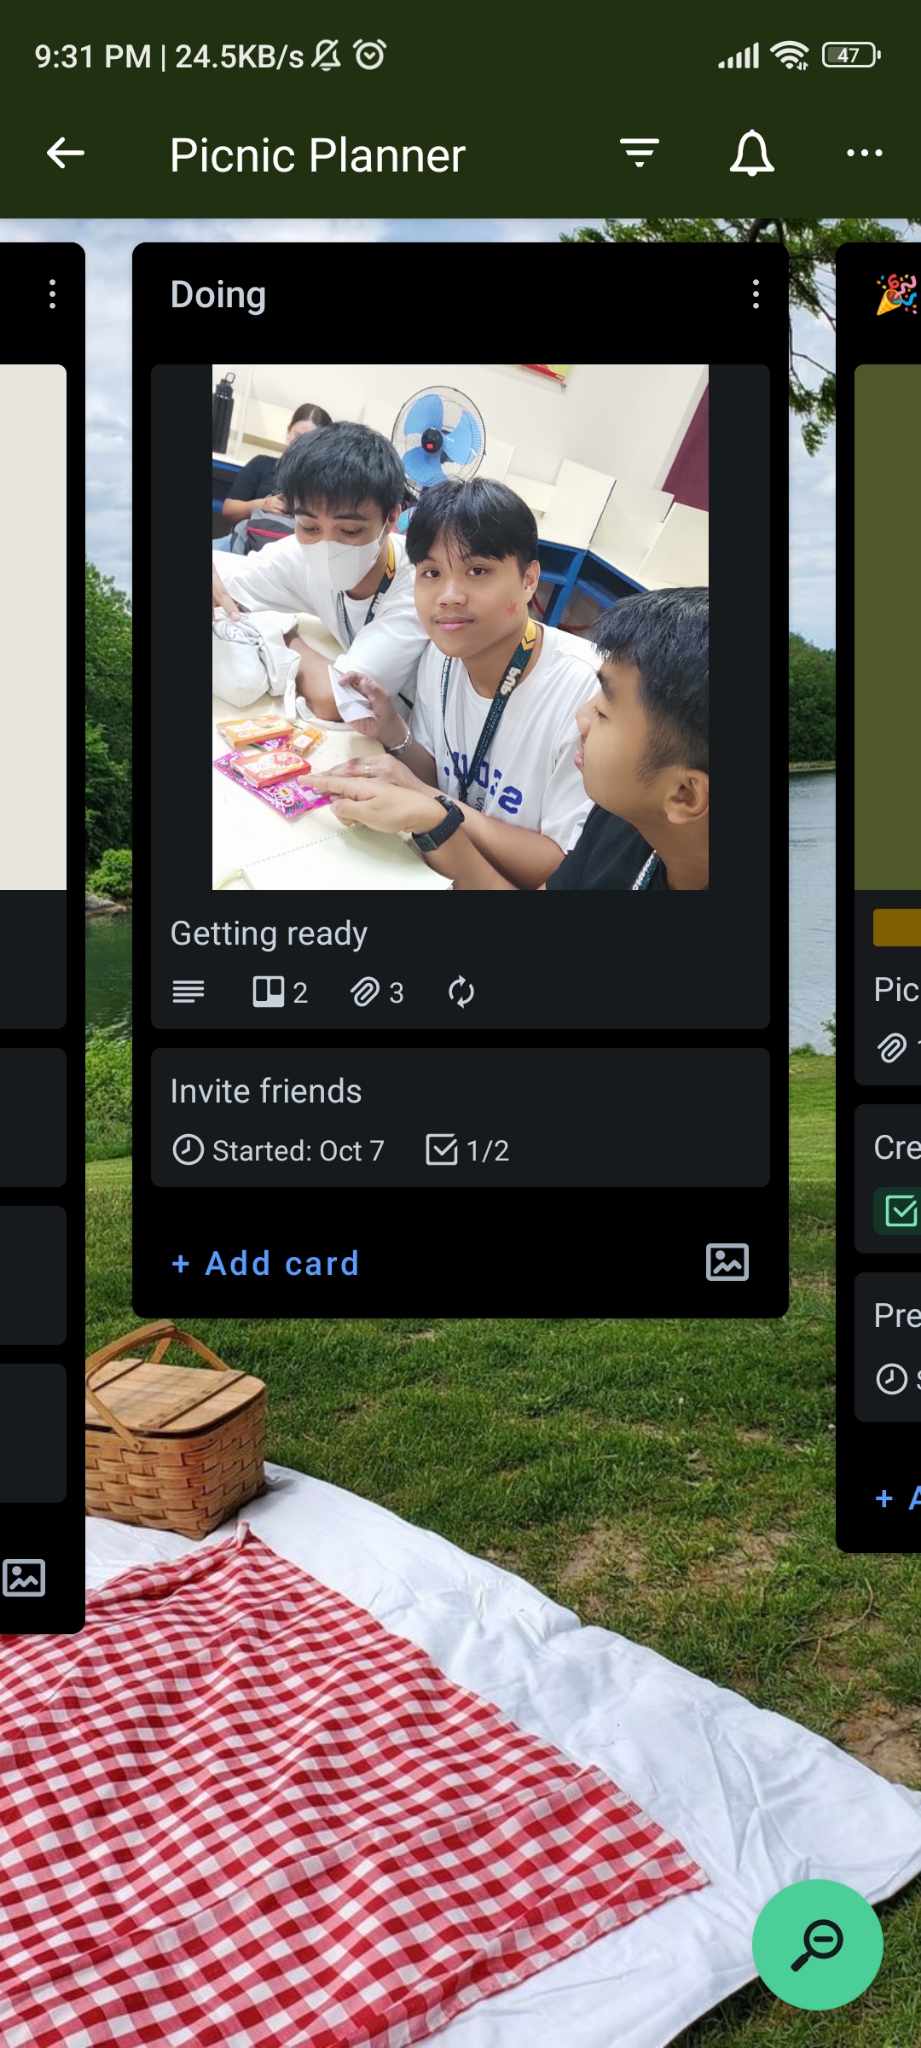 9:31 PM | 24.5KB/s
47
Picnic Planner
Doing
PUP
Getting ready
2
3
Invite friends
Started: Oct 7
1/2
+ Add card
Pic
Cre
Pre
+ A